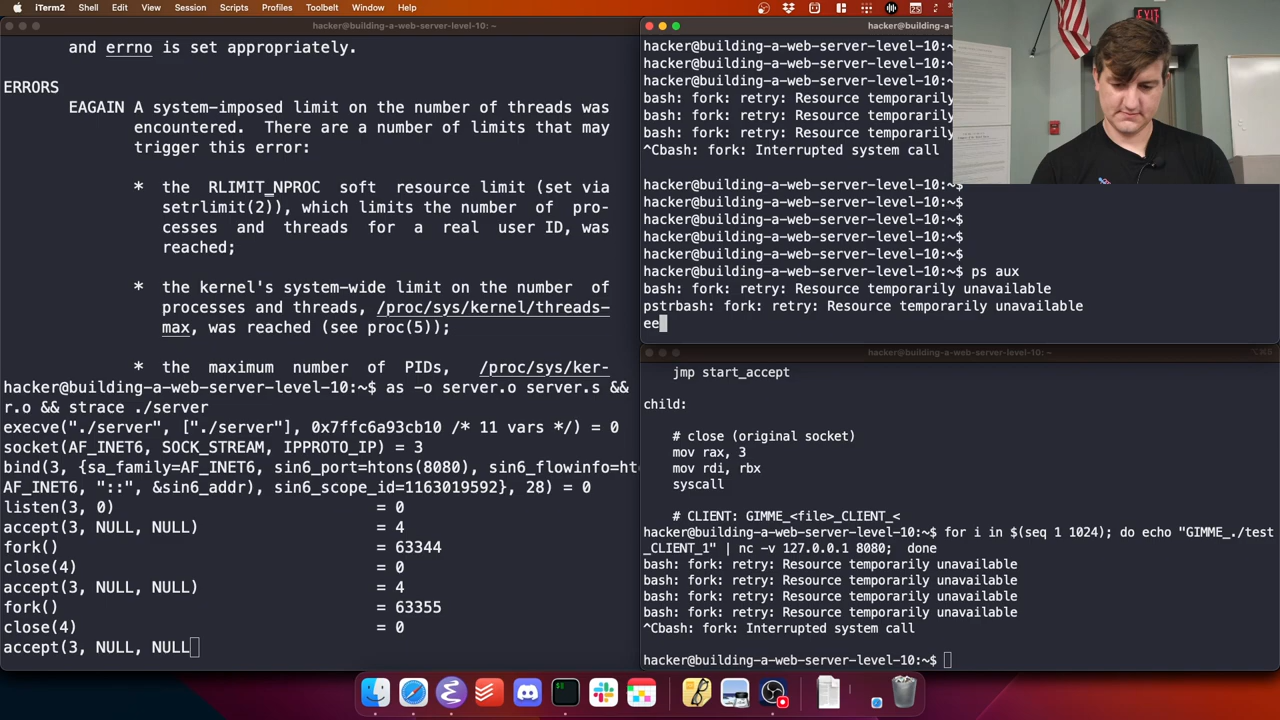 iTerm2 Shell Edit View Session Scripts Profiles Toolbelt Window Help
hacker@building-a-web-server-level-10: ~
and errno is set appropriately.
ERRORS
EAGAIN A system-imposed limit on the number of threads was
encountered. There are a number of limits that may
trigger this error:
* the RLIMIT_NPROC soft resource limit (set via
setrlimit(2)), which limits the number of pro-
cesses and threads for a real user ID, was
reached;
* the kernel's system-wide limit on the number of
processes and threads, /proc/sys/kernel/threads-
max, was reached (see proc(5));
* the maximum number of PIDs, /proc/sys/ker-
hacker@building-a-web-server-level-10:~$ as -o server.o server.s &&
r.o && strace ./server
execve("./server", ["./server"], 0x7ffc6a93cb10 /* 11 vars */) = 0
socket(AF_INET6, SOCK_STREAM, IPPROTO_IP) = 3
bind(3, {sa_family=AF_INET6, sin6_port=htons(8080), sin6_flowinfo=hto
AF_INET6, "::", &sin6_addr), sin6_scope_id=1163019592}, 28) = 0
listen(3, 0) = 0
accept(3, NULL, NULL) = 4
fork() = 63344
close(4) = 0
accept(3, NULL, NULL) = 4
fork() = 63355
close(4) = 0
accept(3, NULL, NULL
hacker@building-a-web-server
hacker@building-a-web-server-level-10:~
hacker@building-a-web-server-level-10:~
hacker@building-a-web-server-level-10:~
bash: fork: retry: Resource temporarily
bash: fork: retry: Resource temporarily
bash: fork: retry: Resource temporarily
^Cbash: fork: Interrupted system call
hacker@building-a-web-server-level-10:~$
hacker@building-a-web-server-level-10:~$
hacker@building-a-web-server-level-10:~$
hacker@building-a-web-server-level-10:~$
hacker@building-a-web-server-level-10:~$
hacker@building-a-web-server-level-10:~$ ps aux
bash: fork: retry: Resource temporarily unavailable
pstrbash: fork: retry: Resource temporarily unavailable
ee
EXIT
hacker@building-a-web-server-level-10: ~
jmp start_accept
child:
# close (original socket)
mov rax, 3
mov rdi, rbx
syscall
# CLIENT: GIMME_<file>_CLIENT_<
hacker@building-a-web-server-level-10:~$ for i in $(seq 1 1024); do echo "GIMME_./test
_CLIENT_1" | nc -v 127.0.0.1 8080; done
bash: fork: retry: Resource temporarily unavailable
bash: fork: retry: Resource temporarily unavailable
bash: fork: retry: Resource temporarily unavailable
bash: fork: retry: Resource temporarily unavailable
^Cbash: fork: Interrupted system call
hacker@building-a-web-server-level-10:~$